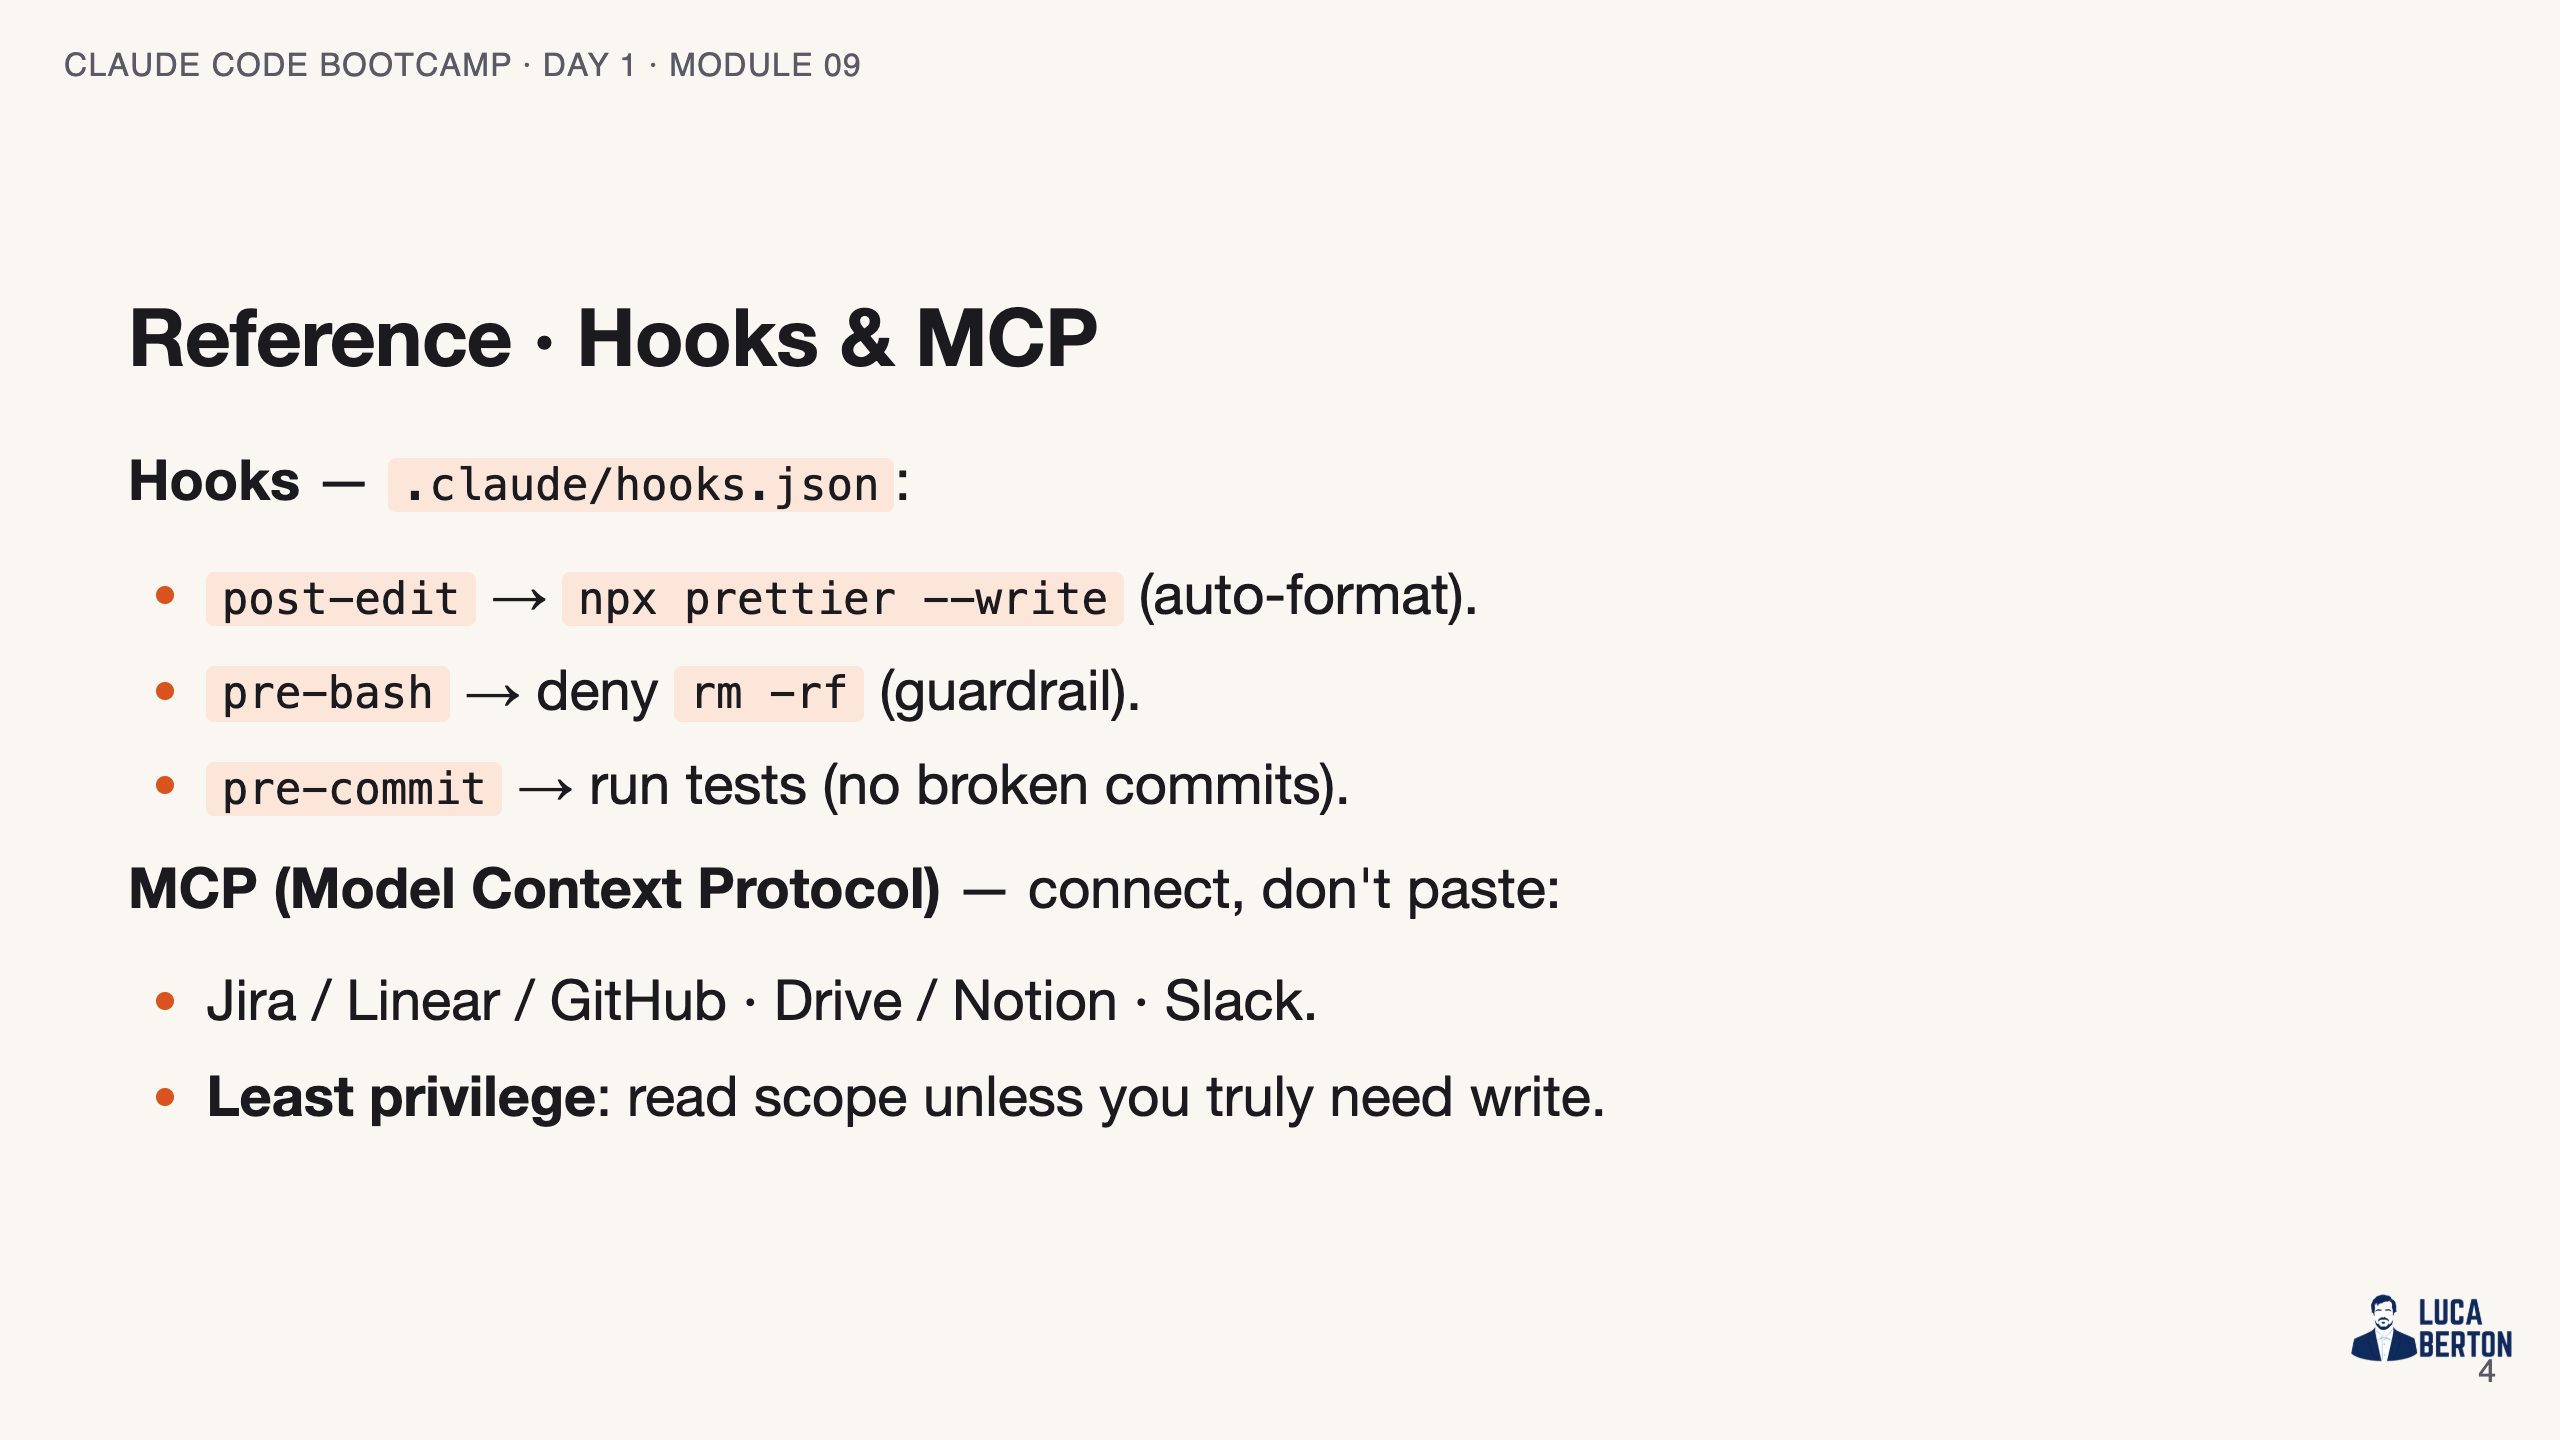 CLAUDE CODE BOOTCAMP · DAY 1 · MODULE 09
Reference · Hooks & MCP
Hooks — .claude/hooks.json:
• post-edit → npx prettier --write (auto-format).
• pre-bash → deny rm -rf (guardrail).
• pre-commit → run tests (no broken commits).
MCP (Model Context Protocol) — connect, don't paste:
• Jira / Linear / GitHub · Drive / Notion · Slack.
• Least privilege: read scope unless you truly need write.
LUCA
BERTON
4